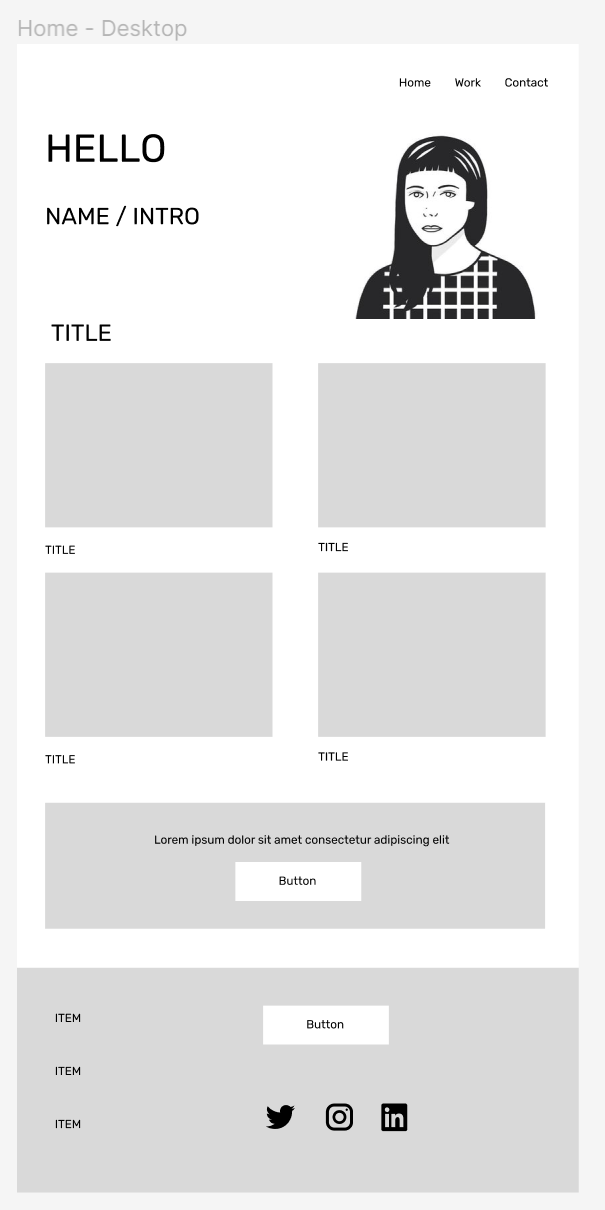 Home - Desktop
Home Work Contact
HELLO
NAME / INTRO
TITLE
TITLE
TITLE
TITLE
TITLE
Lorem ipsum dolor sit amet consectetur adipiscing elit
Button
ITEM
Button
ITEM
ITEM
in